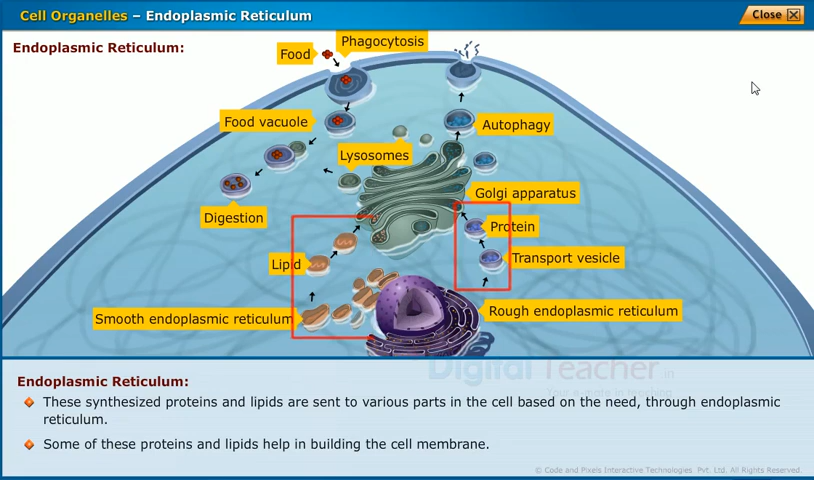 Cell Organelles – Endoplasmic Reticulum
Close
Endoplasmic Reticulum:
Phagocytosis
Food
Food vacuole
Autophagy
Lysosomes
Golgi apparatus
Digestion
Protein
Transport vesicle
Lipid
Smooth endoplasmic reticulum
Rough endoplasmic reticulum
Digital Teacher.in
Endoplasmic Reticulum:
These synthesized proteins and lipids are sent to various parts in the cell based on the need, through endoplasmic
reticulum.
Some of these proteins and lipids help in building the cell membrane.
© Code and Pixels Interactive Technologies Pvt. Ltd. All Rights Reserved.